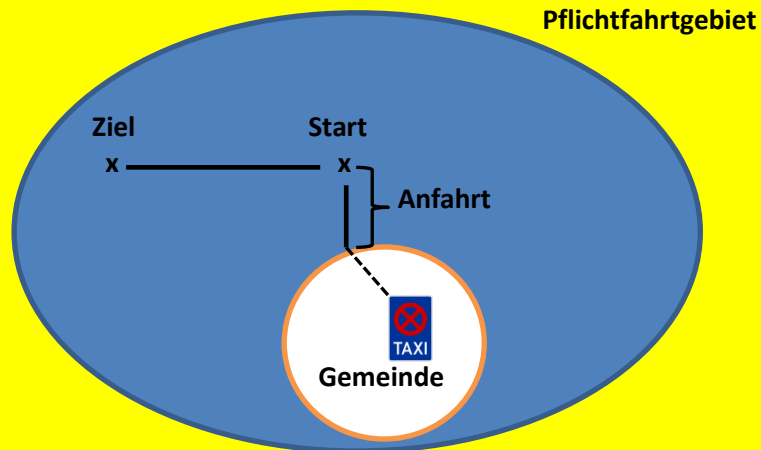 Pflichtfahrtgebiet
Ziel
Start
x
x
Anfahrt
TAXI
Gemeinde